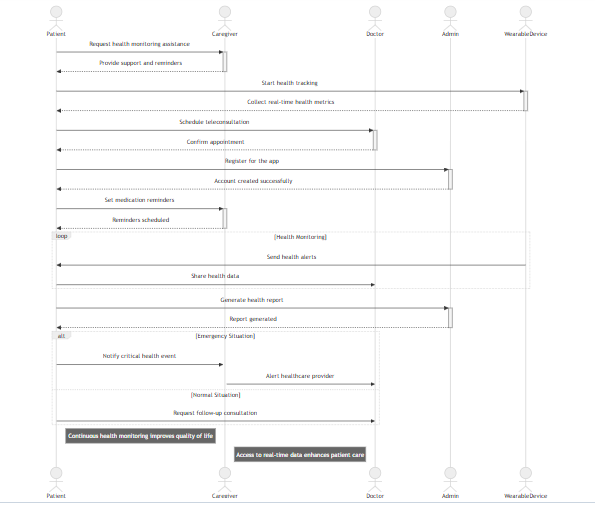 Patient Caregiver Doctor Admin WearableDevice
Request health monitoring assistance
Provide support and reminders
Start health tracking
Collect real-time health metrics
Schedule teleconsultation
Confirm appointment
Register for the app
Account created successfully
Set medication reminders
Reminders scheduled
loop [Health Monitoring]
Send health alerts
Share health data
Generate health report
Report generated
alt [Emergency Situation]
Notify critical health event
Alert healthcare provider
[Normal Situation]
Request follow-up consultation
Continuous health monitoring improves quality of life
Access to real-time data enhances patient care
Patient Caregiver Doctor Admin WearableDevice